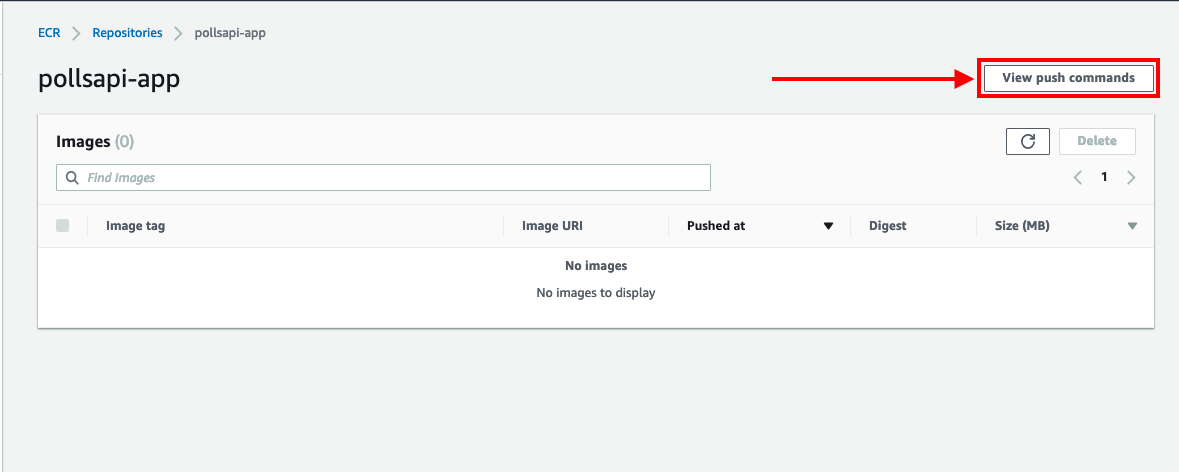 ECR > Repositories > pollsapi-app
pollsapi-app
View push commands
Images (0)
Delete
Find Images
1
Image tag Image URI Pushed at Digest Size (MB)
No images
No images to display